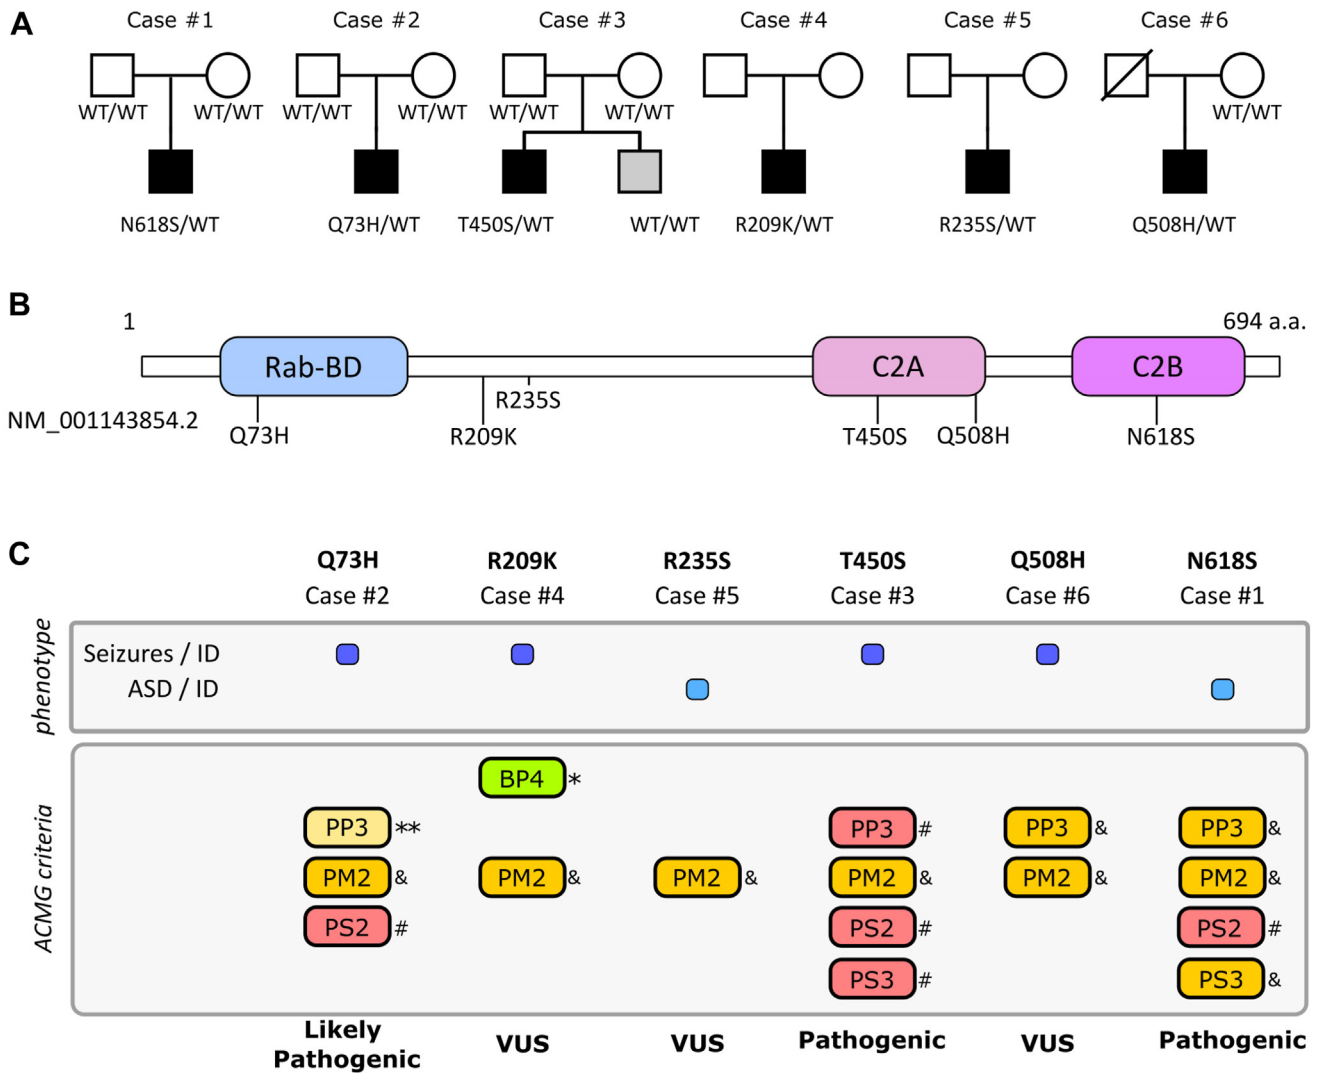 A
Case #1 Case #2 Case #3 Case #4 Case #5 Case #6
WT/WT WT/WT WT/WT WT/WT WT/WT WT/WT WT/WT
N618S/WT Q73H/WT T450S/WT WT/WT R209K/WT R235S/WT Q508H/WT
B
1 694 a.a.
Rab-BD C2A C2B
R235S
NM_001143854.2
Q73H R209K T450S Q508H N618S
C
Q73H R209K R235S T450S Q508H N618S
Case #2 Case #4 Case #5 Case #3 Case #6 Case #1
phenotype
Seizures / ID
ASD / ID
ACMG criteria
BP4 *
PP3 ** PP3 # PP3 & PP3 &
PM2 & PM2 & PM2 & PM2 & PM2 & PM2 &
PS2 # PS2 # PS2 #
PS3 # PS3 &
Likely
Pathogenic VUS VUS Pathogenic VUS Pathogenic